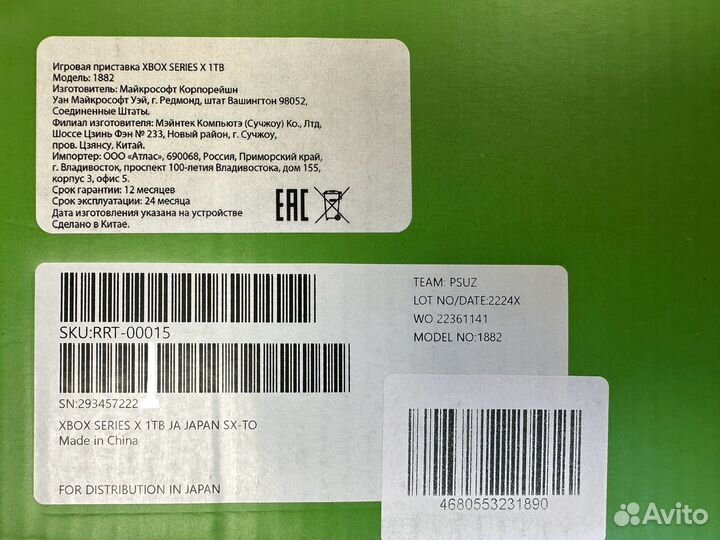 Игровая приставка XBOX SERIES X 1TB
Модель: 1882
Изготовитель: Майкрософт Корпорейшн
Уан Майкрософт Уэй, г. Редмонд, штат Вашингтон 98052,
Соединенные Штаты.
Филиал изготовителя: Мэйнтек Компьютэ (Сучжоу) Ко., Лтд,
Шоссе Цзинь Фэн № 233, Новый район, г. Сучжоу,
пров. Цзянсу, Китай.
Импортер: ООО «Атлас», 690068, Россия, Приморский край,
г. Владивосток, проспект 100-летия Владивостока, дом 155,
корпус 3, офис 5.
Срок гарантии: 12 месяцев
Срок эксплуатации: 24 месяца
Дата изготовления указана на устройстве
Сделано в Китае.
EAC
SKU:RRT-00015
SN:293457222
XBOX SERIES X 1TB JA JAPAN SX-TO
Made in China
FOR DISTRIBUTION IN JAPAN
TEAM: PSUZ
LOT NO/DATE:2224X
WO 22361141
MODEL NO:1882
4680553231890
Avito